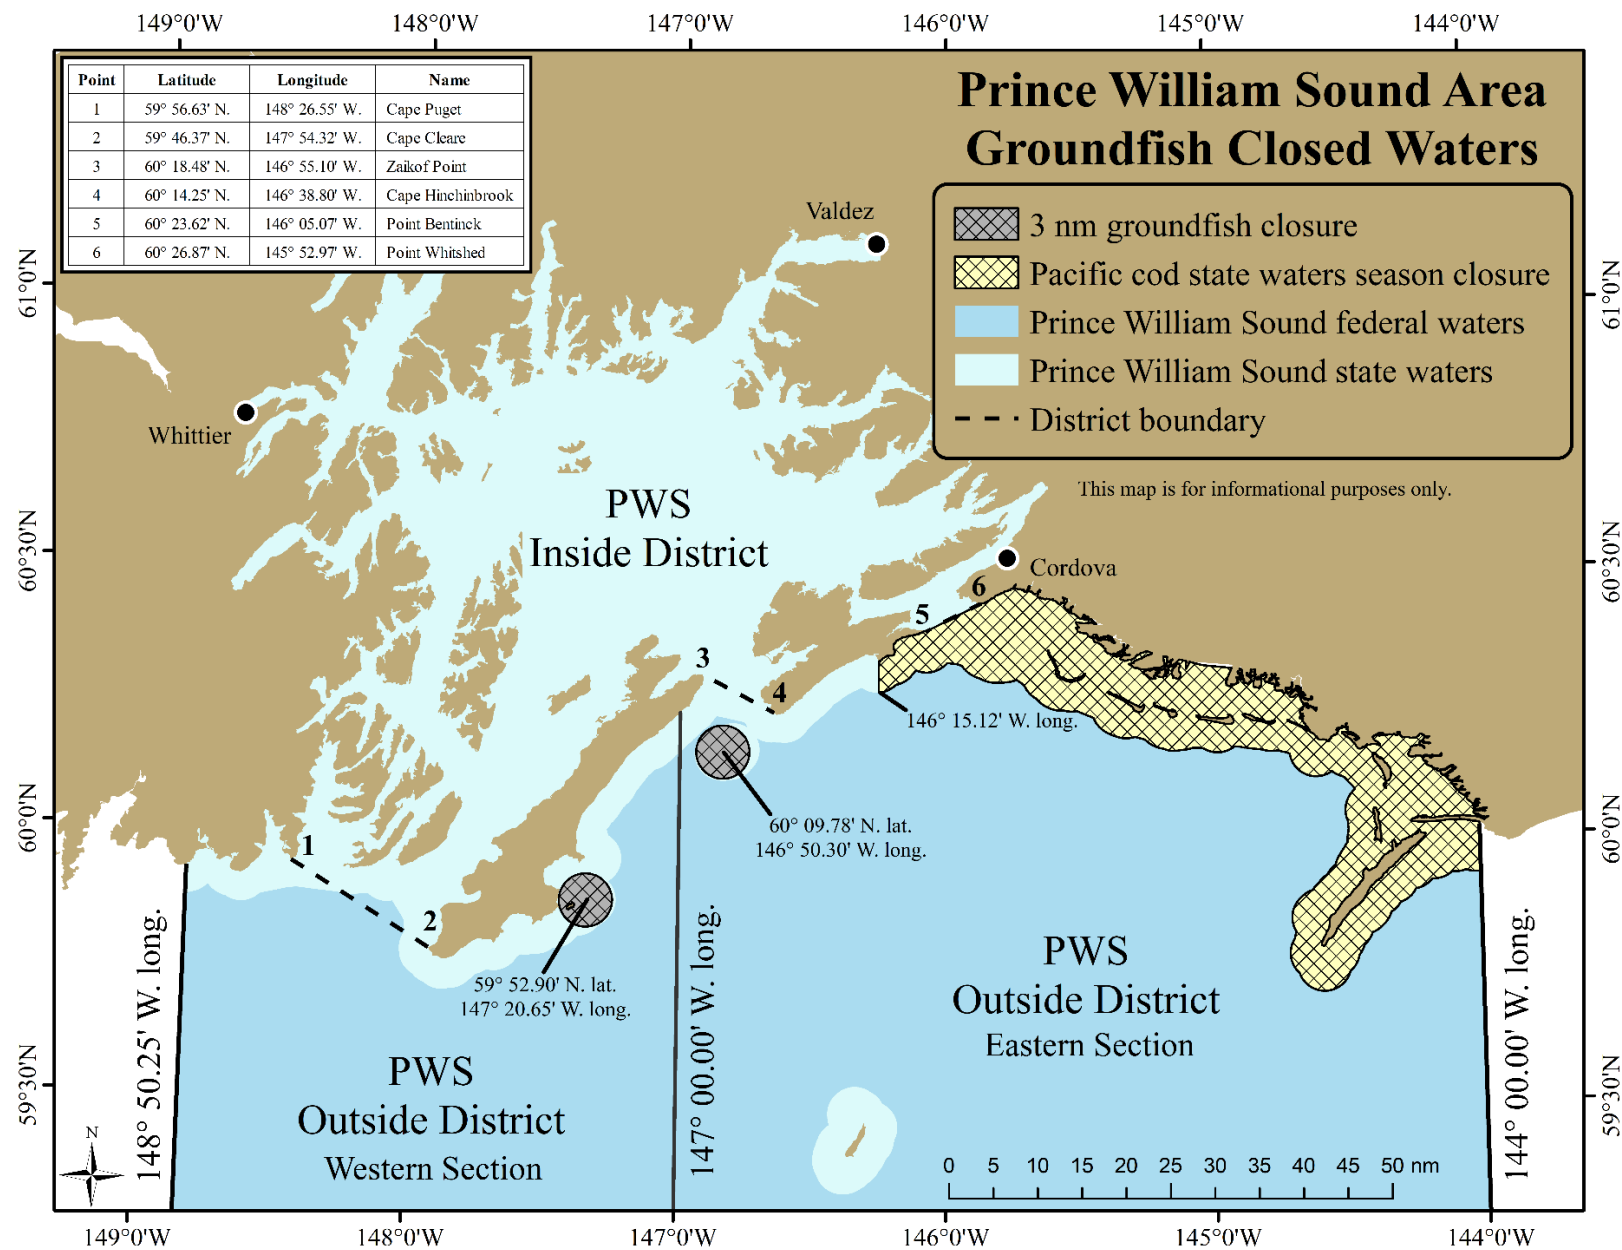 149°0'W 148°0'W 147°0'W 146°0'W 145°0'W 144°0'W
Point Latitude Longitude Name
1 59° 56.63' N. 148° 26.55' W. Cape Puget
2 59° 46.37' N. 147° 54.32' W. Cape Cleare
3 60° 18.48' N. 146° 55.10' W. Zaikof Point
4 60° 14.25' N. 146° 38.80' W. Cape Hinchinbrook
5 60° 23.62' N. 146° 05.07' W. Point Bentinck
6 60° 26.87' N. 145° 52.97' W. Point Whitshed
Prince William Sound Area
Groundfish Closed Waters
3 nm groundfish closure
Pacific cod state waters season closure
Prince William Sound federal waters
Prince William Sound state waters
District boundary
This map is for informational purposes only.
Valdez
Whittier
Cordova
PWS
Inside District
1
2
3
4
5
6
146° 15.12' W. long.
60° 09.78' N. lat.
146° 50.30' W. long.
59° 52.90' N. lat.
147° 20.65' W. long.
PWS
Outside District
Eastern Section
PWS
Outside District
Western Section
148° 50.25' W. long.
147° 00.00' W. long.
144° 00.00' W. long.
61°0'N
60°30'N
60°0'N
59°30'N
61°0'N
60°30'N
60°0'N
59°30'N
N
0 5 10 15 20 25 30 35 40 45 50 nm
149°0'W 148°0'W 147°0'W 146°0'W 145°0'W 144°0'W